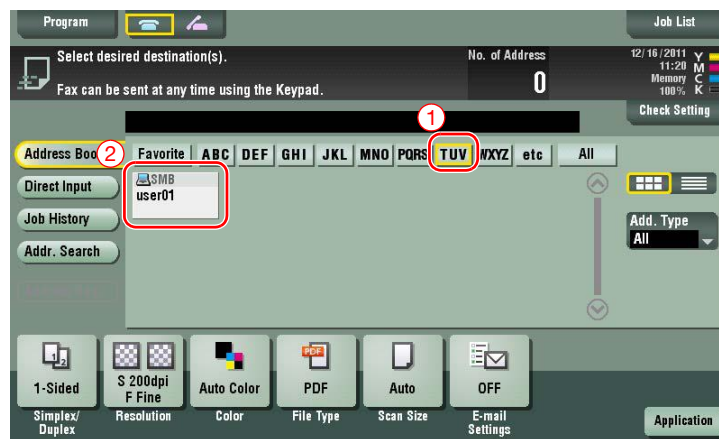 Program
Job List
Select desired destination(s).
Fax can be sent at any time using the Keypad.
No. of Address
0
12/16/2011
11:20
Memory
100%
Y
M
C
K
Check Setting
1
Address Boo
2
Favorite
ABC
DEF
GHI
JKL
MNO
PQRS
TUV
WXYZ
etc
All
Direct Input
Job History
Addr. Search
SMB
user01
Add. Type
All
1 2
1-Sided
S 200dpi
F Fine
Auto Color
PDF
PDF
Auto
OFF
Simplex/
Duplex
Resolution
Color
File Type
Scan Size
E-mail
Settings
Application